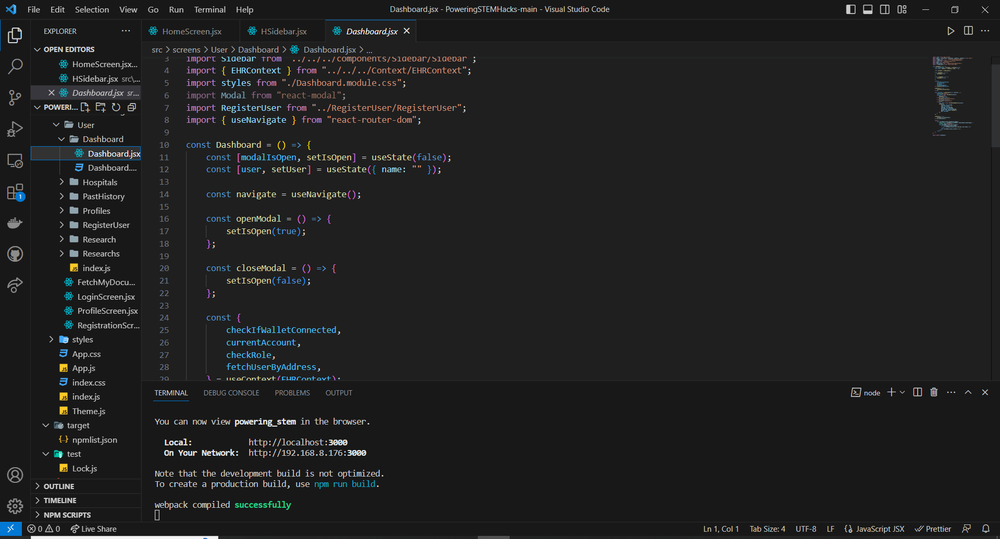 File Edit Selection View Go Run Terminal Help
Dashboard.jsx - PoweringSTEMHacks-main - Visual Studio Code
EXPLORER
OPEN EDITORS
HomeScreen.jsx...
HSidebar.jsx src\...
Dashboard.jsx sr...
POWERI...
User
Dashboard
Dashboard.jsx
Dashboard....
Hospitals
PastHistory
Profiles
RegisterUser
Research
Researchs
JS index.js
FetchMyDocu...
LoginScreen.jsx
ProfileScreen.jsx
RegistrationScr...
styles
App.css
JS App.js
index.css
JS index.js
JS Theme.js
target
npmlist.json
test
JS Lock.js
OUTLINE
TIMELINE
NPM SCRIPTS
1
HomeScreen.jsx HSidebar.jsx Dashboard.jsx
src > screens > User > Dashboard > Dashboard.jsx > ...
3 import Sidebar from "../../../components/Sidebar/Sidebar";
4 import { EHRContext } from "../../../Context/EHRContext";
5 import styles from "./Dashboard.module.css";
6 import Modal from "react-modal";
7 import RegisterUser from "../RegisterUser/RegisterUser";
8 import { useNavigate } from "react-router-dom";
9
10 const Dashboard = () => {
11 const [modalIsOpen, setIsOpen] = useState(false);
12 const [user, setUser] = useState({ name: "" });
13
14 const navigate = useNavigate();
15
16 const openModal = () => {
17 setIsOpen(true);
18 };
19
20 const closeModal = () => {
21 setIsOpen(false);
22 };
23
24 const {
25 checkIfWalletConnected,
26 currentAccount,
27 checkRole,
28 fetchUserByAddress,
29 } = useContext(EHRContext);
TERMINAL DEBUG CONSOLE PROBLEMS OUTPUT
node
You can now view powering_stem in the browser.
Local: http://localhost:3000
On Your Network: http://192.168.8.176:3000
Note that the development build is not optimized.
To create a production build, use npm run build.
webpack compiled successfully
0 0 Live Share
Ln 1, Col 1 Tab Size: 4 UTF-8 LF {} JavaScript JSX Prettier